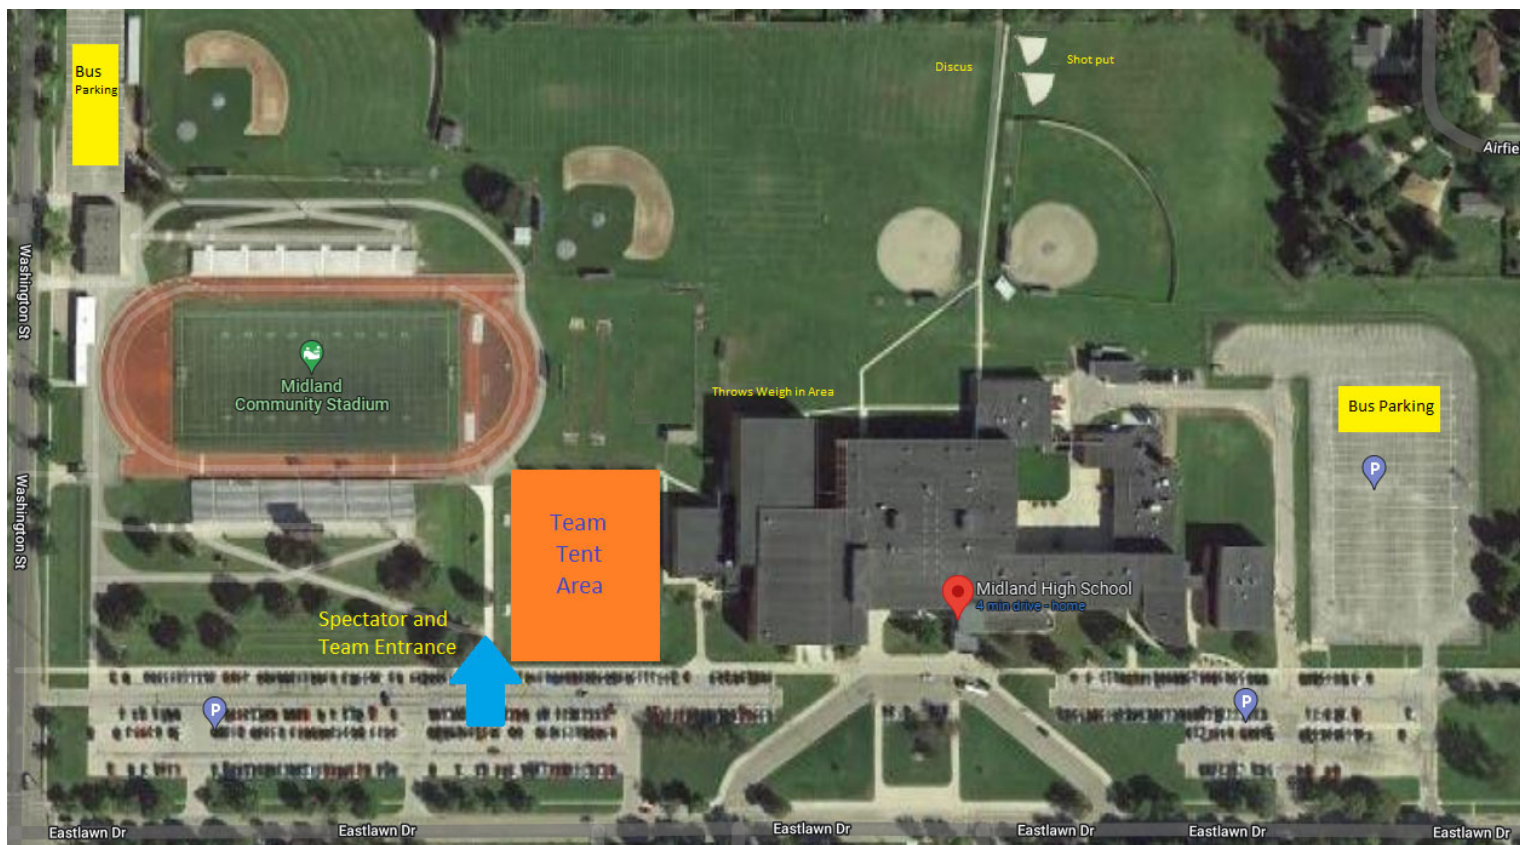 Bus
Parking
Discus
Shot put
Airfie
Washington St
Midland
Community Stadium
Throws Weigh in Area
Bus Parking
P
Washington St
Team
Tent
Area
Midland High School
4 min drive - home
Spectator and
Team Entrance
P
P
Eastlawn Dr
Eastlawn Dr
Eastlawn Dr
Eastlawn Dr
Eastlawn Dr
Eastlawn Dr